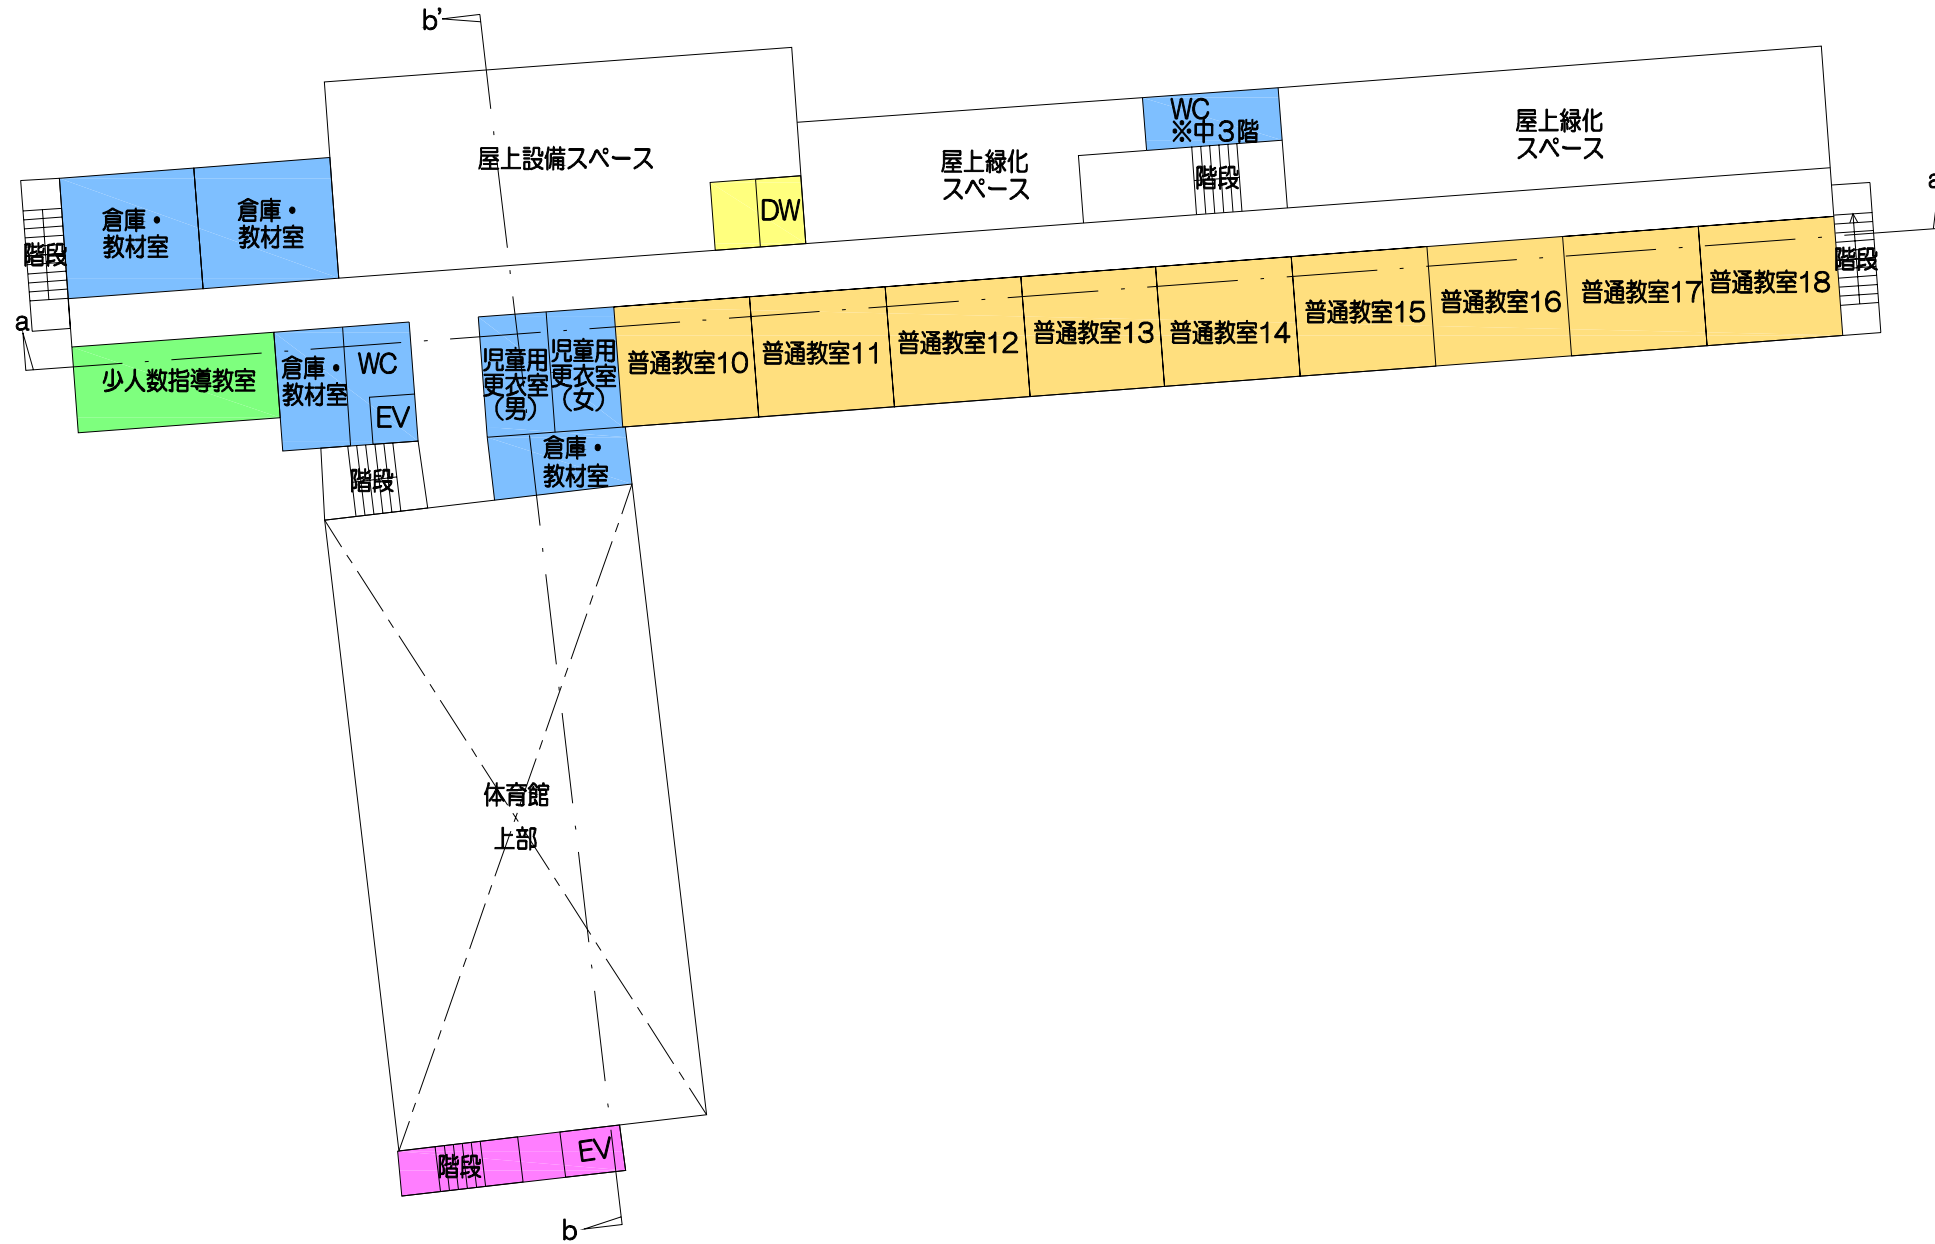 b’
屋上設備スペース
WC
※中３階
屋上緑化
スペース
屋上緑化
スペース
階段
a
倉庫・
教材室
倉庫・
教材室
DW
階段
階段
a
少人数指導教室
倉庫・
教材室
WC
EV
児童用
更衣室
（男）
児童用
更衣室
（女）
普通教室10
普通教室11
普通教室12
普通教室13
普通教室14
普通教室15
普通教室16
普通教室17
普通教室18
階段
倉庫・
教材室
体育館
上部
階段
EV
b